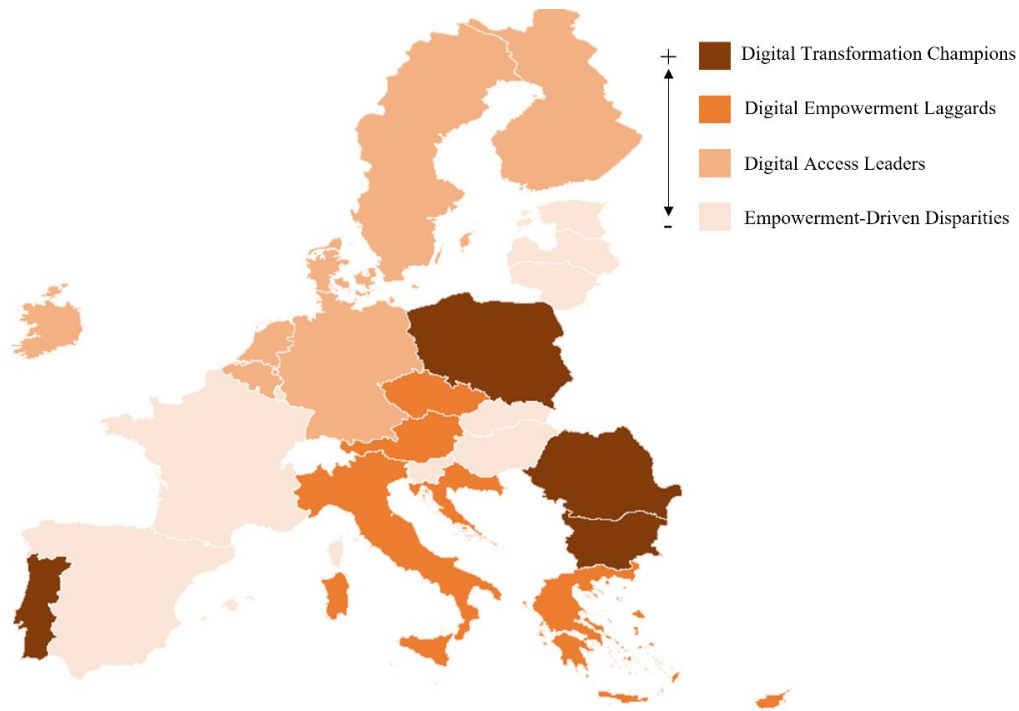 +
Digital Transformation Champions
Digital Empowerment Laggards
Digital Access Leaders
-
Empowerment-Driven Disparities